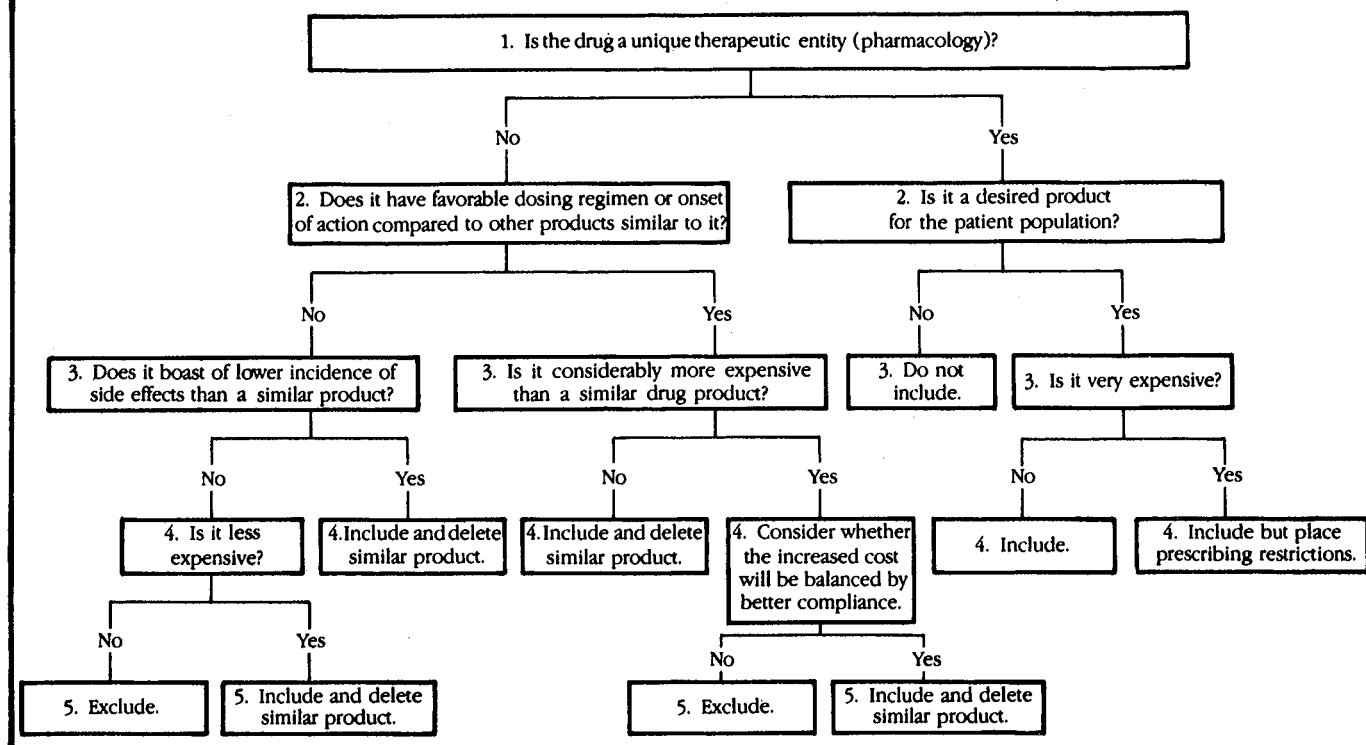 1. Is the drug a unique therapeutic entity (pharmacology)?
No
Yes
2. Does it have favorable dosing regimen or onset
of action compared to other products similar to it?
2. Is it a desired product
for the patient population?
No
Yes
No
Yes
3. Does it boast of lower incidence of
side effects than a similar product?
3. Is it considerably more expensive
than a similar drug product?
3. Do not
include.
3. Is it very expensive?
No
Yes
No
Yes
No
Yes
4. Is it less
expensive?
4. Include and delete
similar product.
4. Include and delete
similar product.
4. Consider whether
the increased cost
will be balanced by
better compliance.
4. Include.
4. Include but place
prescribing restrictions.
No
Yes
No
Yes
5. Exclude.
5. Include and delete
similar product.
5. Exclude.
5. Include and delete
similar product.